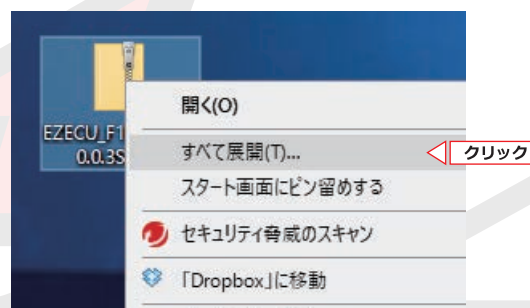 開く(O)
EZECU_F1
0.0.3S
すべて展開(T)...
クリック
スタート画面にピン留めする
セキュリティ脅威のスキャン
「Dropbox」に移動